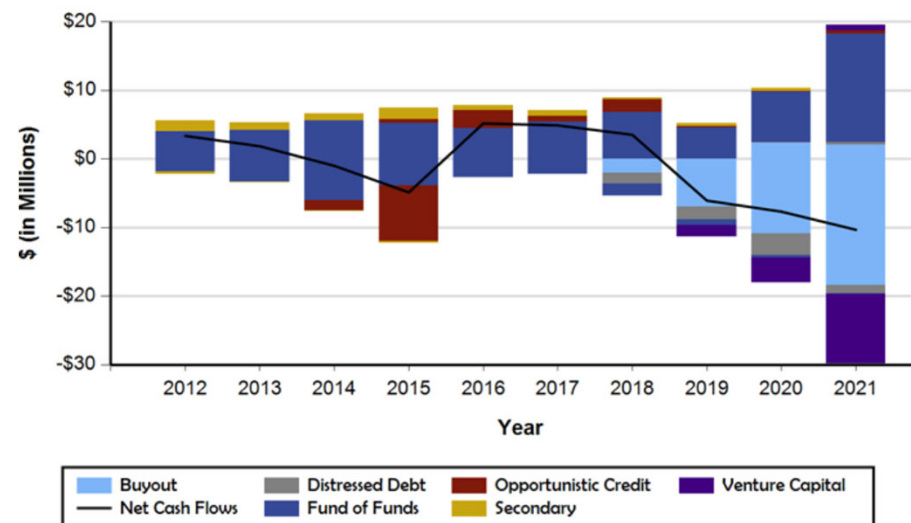 $20
$10
$0
-$10
-$20
-$30
$ (in Millions)
2012 2013 2014 2015 2016 2017 2018 2019 2020 2021
Year
Buyout Distressed Debt Opportunistic Credit Venture Capital
Net Cash Flows Fund of Funds Secondary